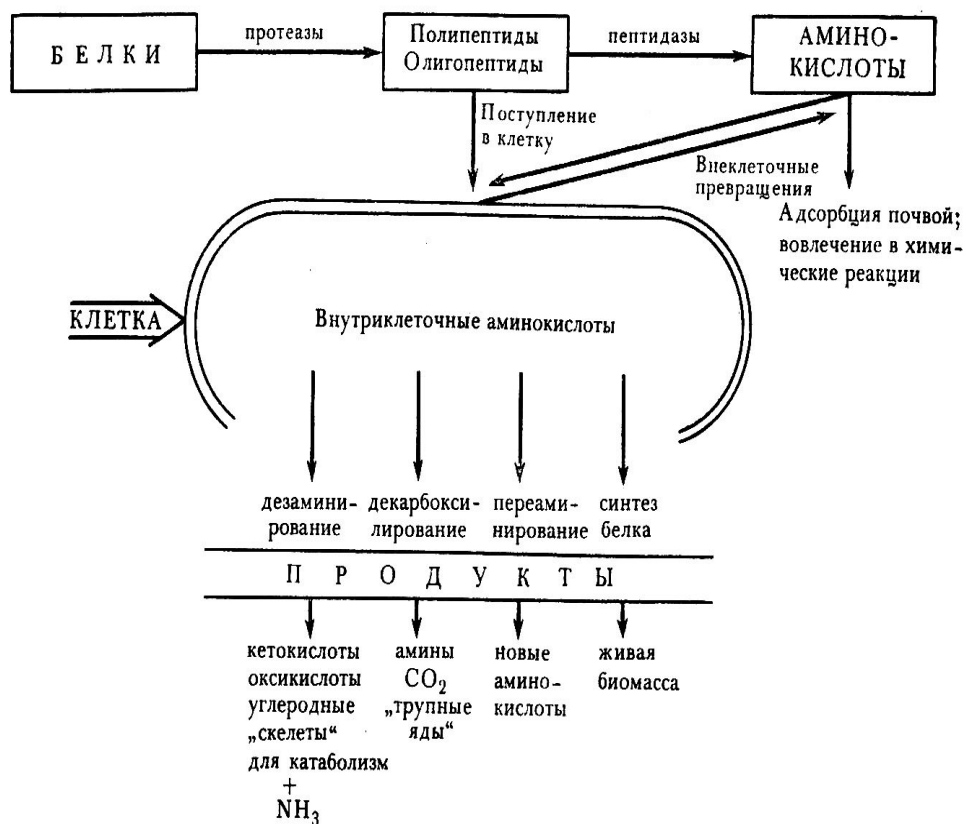 БЕЛКИ
протеазы
Полипептиды
Олигопептиды
пептидазы
АМИНО-
КИСЛОТЫ
Поступление
в клетку
Внеклеточные
превращения
Адсорбция почвой;
вовлечение в хими-
ческие реакции
КЛЕТКА
Внутриклеточные аминокислоты
дезамини-
рование
декарбокси-
лирование
переами-
нирование
синтез
белка
ПРОДУКТЫ
кетокислоты
оксикислоты
углеродные
„скелеты“
для катаболизм
+
NH₃
амины
CO₂
„трупные
яды“
новые
амино-
кислоты
живая
биомасса